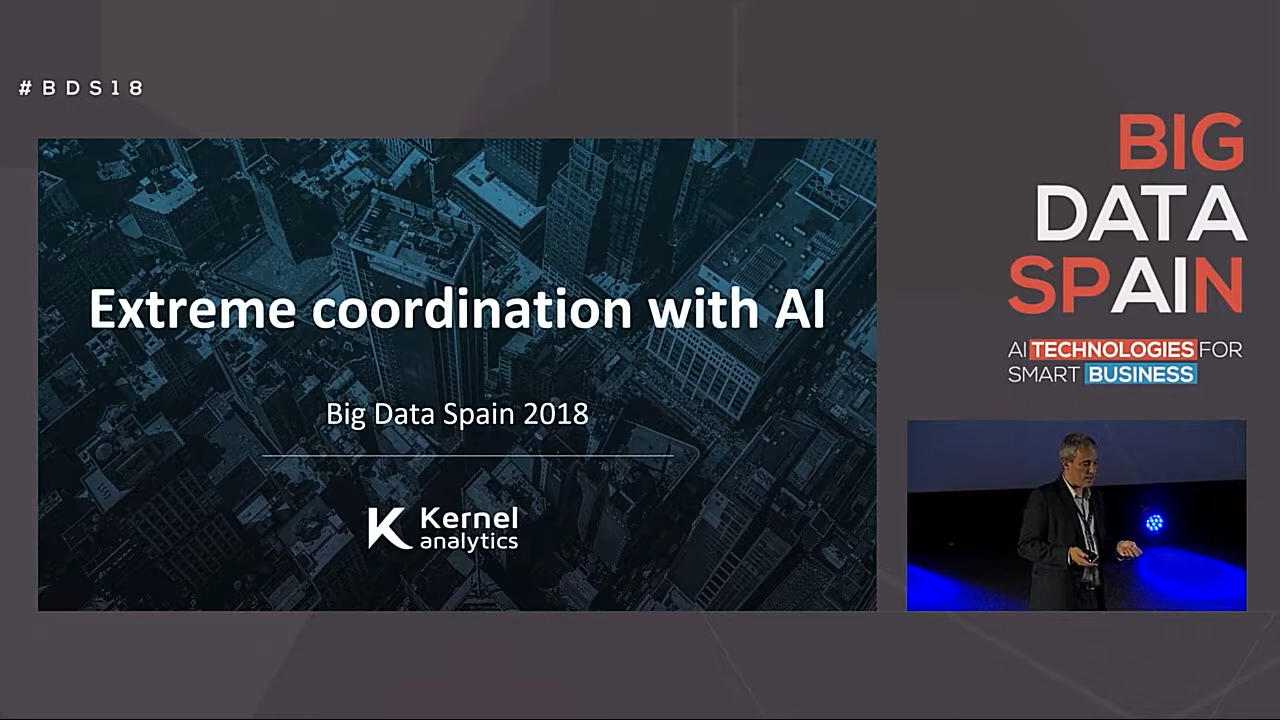 #BDS18
Extreme coordination with AI
Big Data Spain 2018
Kernel
analytics
BIG
DATA
SPAIN
AI TECHNOLOGIES FOR
SMART BUSINESS